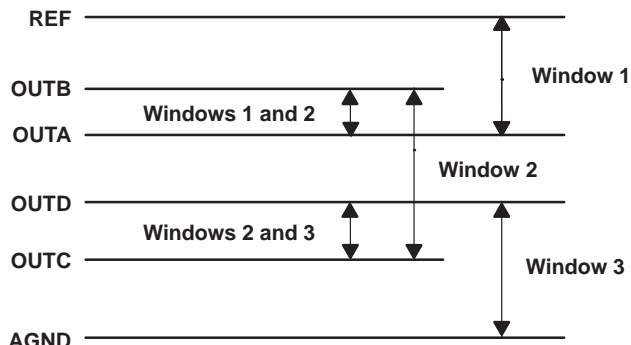 REF
Window 1
OUTB
Windows 1 and 2
OUTA
Window 2
OUTD
Windows 2 and 3
OUTC
Window 3
AGND